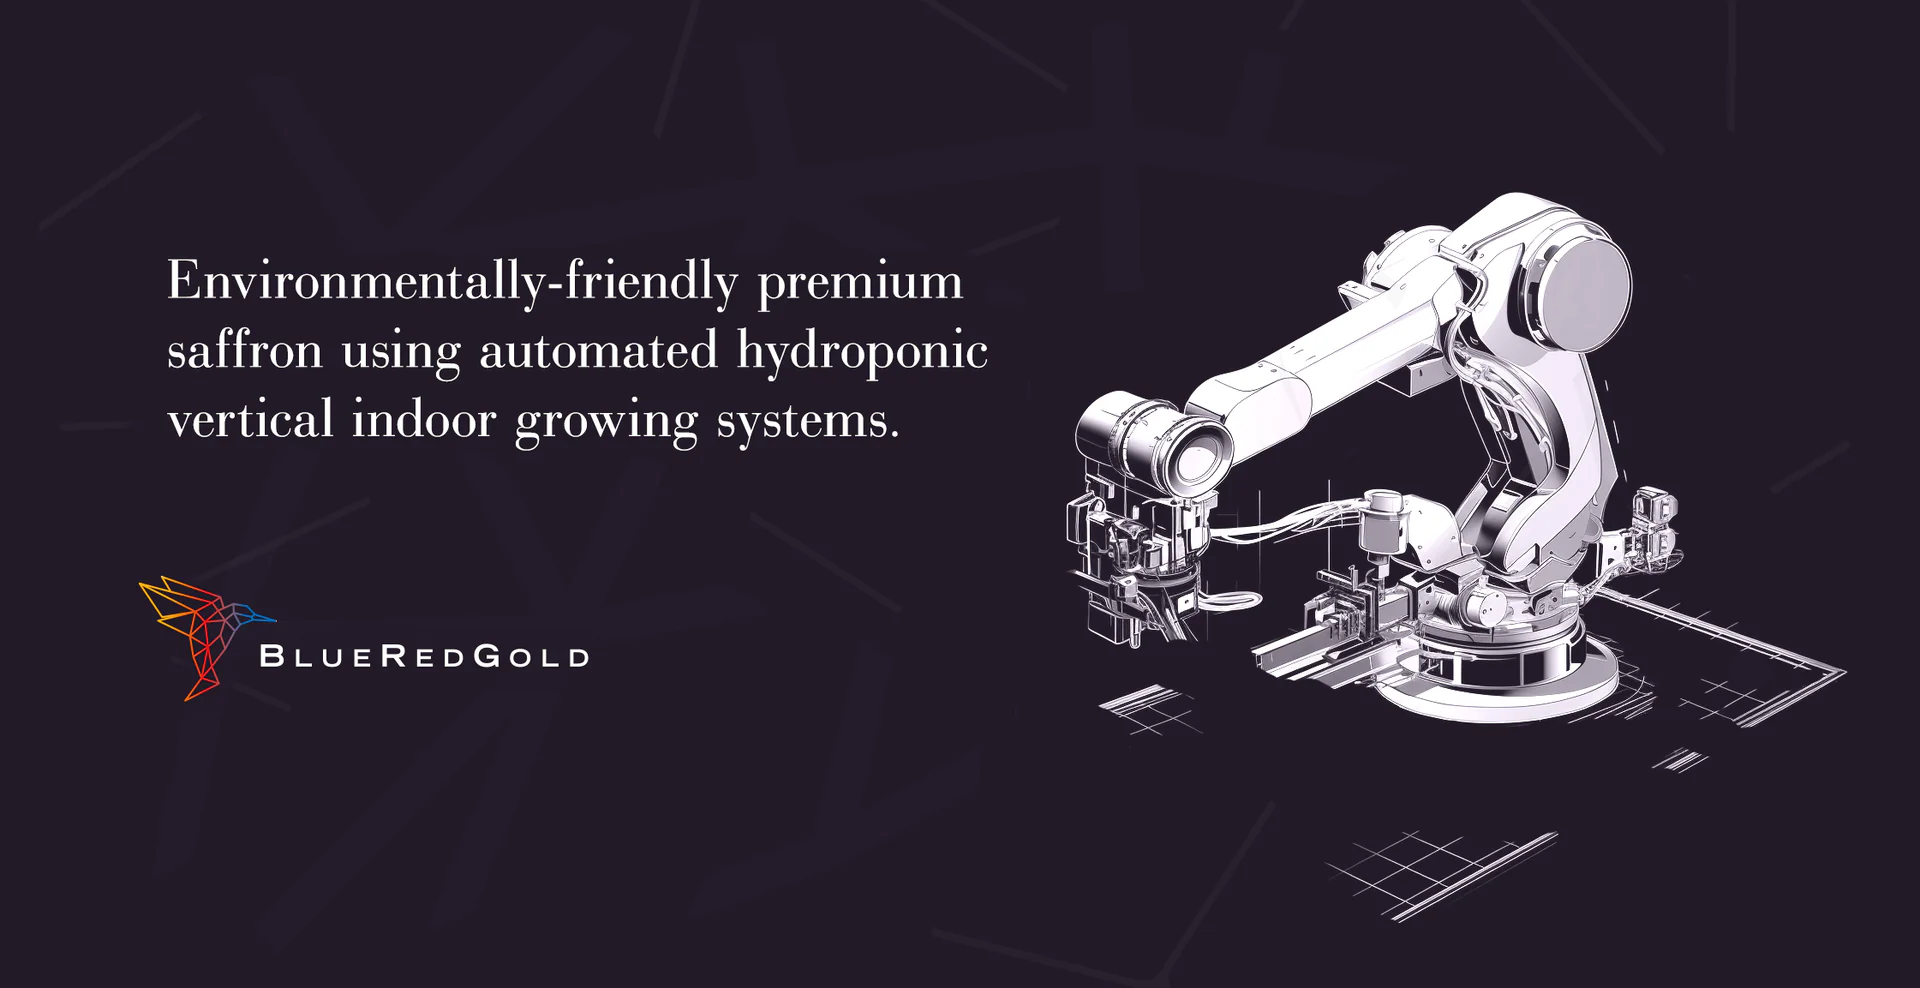 Environmentally-friendly premium
saffron using automated hydroponic
vertical indoor growing systems.
BLUEREDGOLD